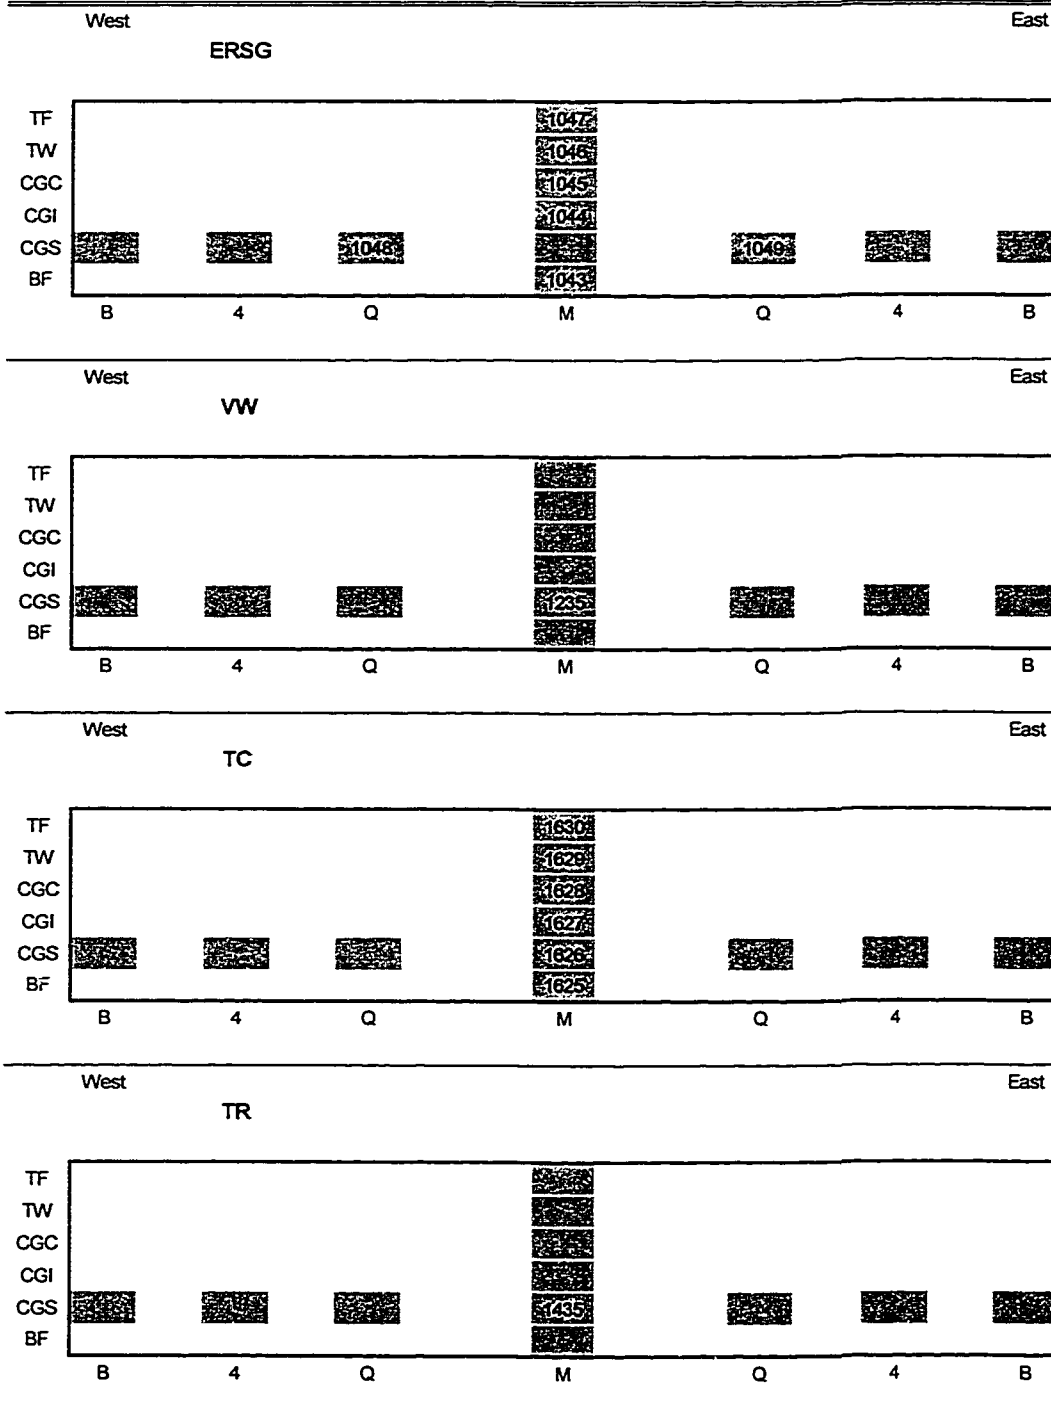 West East
ERSG
TF 1047
TW 1046
CGC 1045
CGI 1044
CGS 1048 1049
BF 1043
B 4 Q M Q 4 B
West East
VW
TF
TW
CGC
CGI
CGS 1235
BF
B 4 Q M Q 4 B
West East
TC
TF 1630
TW 1629
CGC 1628
CGI 1627
CGS 1626
BF 1625
B 4 Q M Q 4 B
West East
TR
TF
TW
CGC
CGI
CGS 1435
BF
B 4 Q M Q 4 B